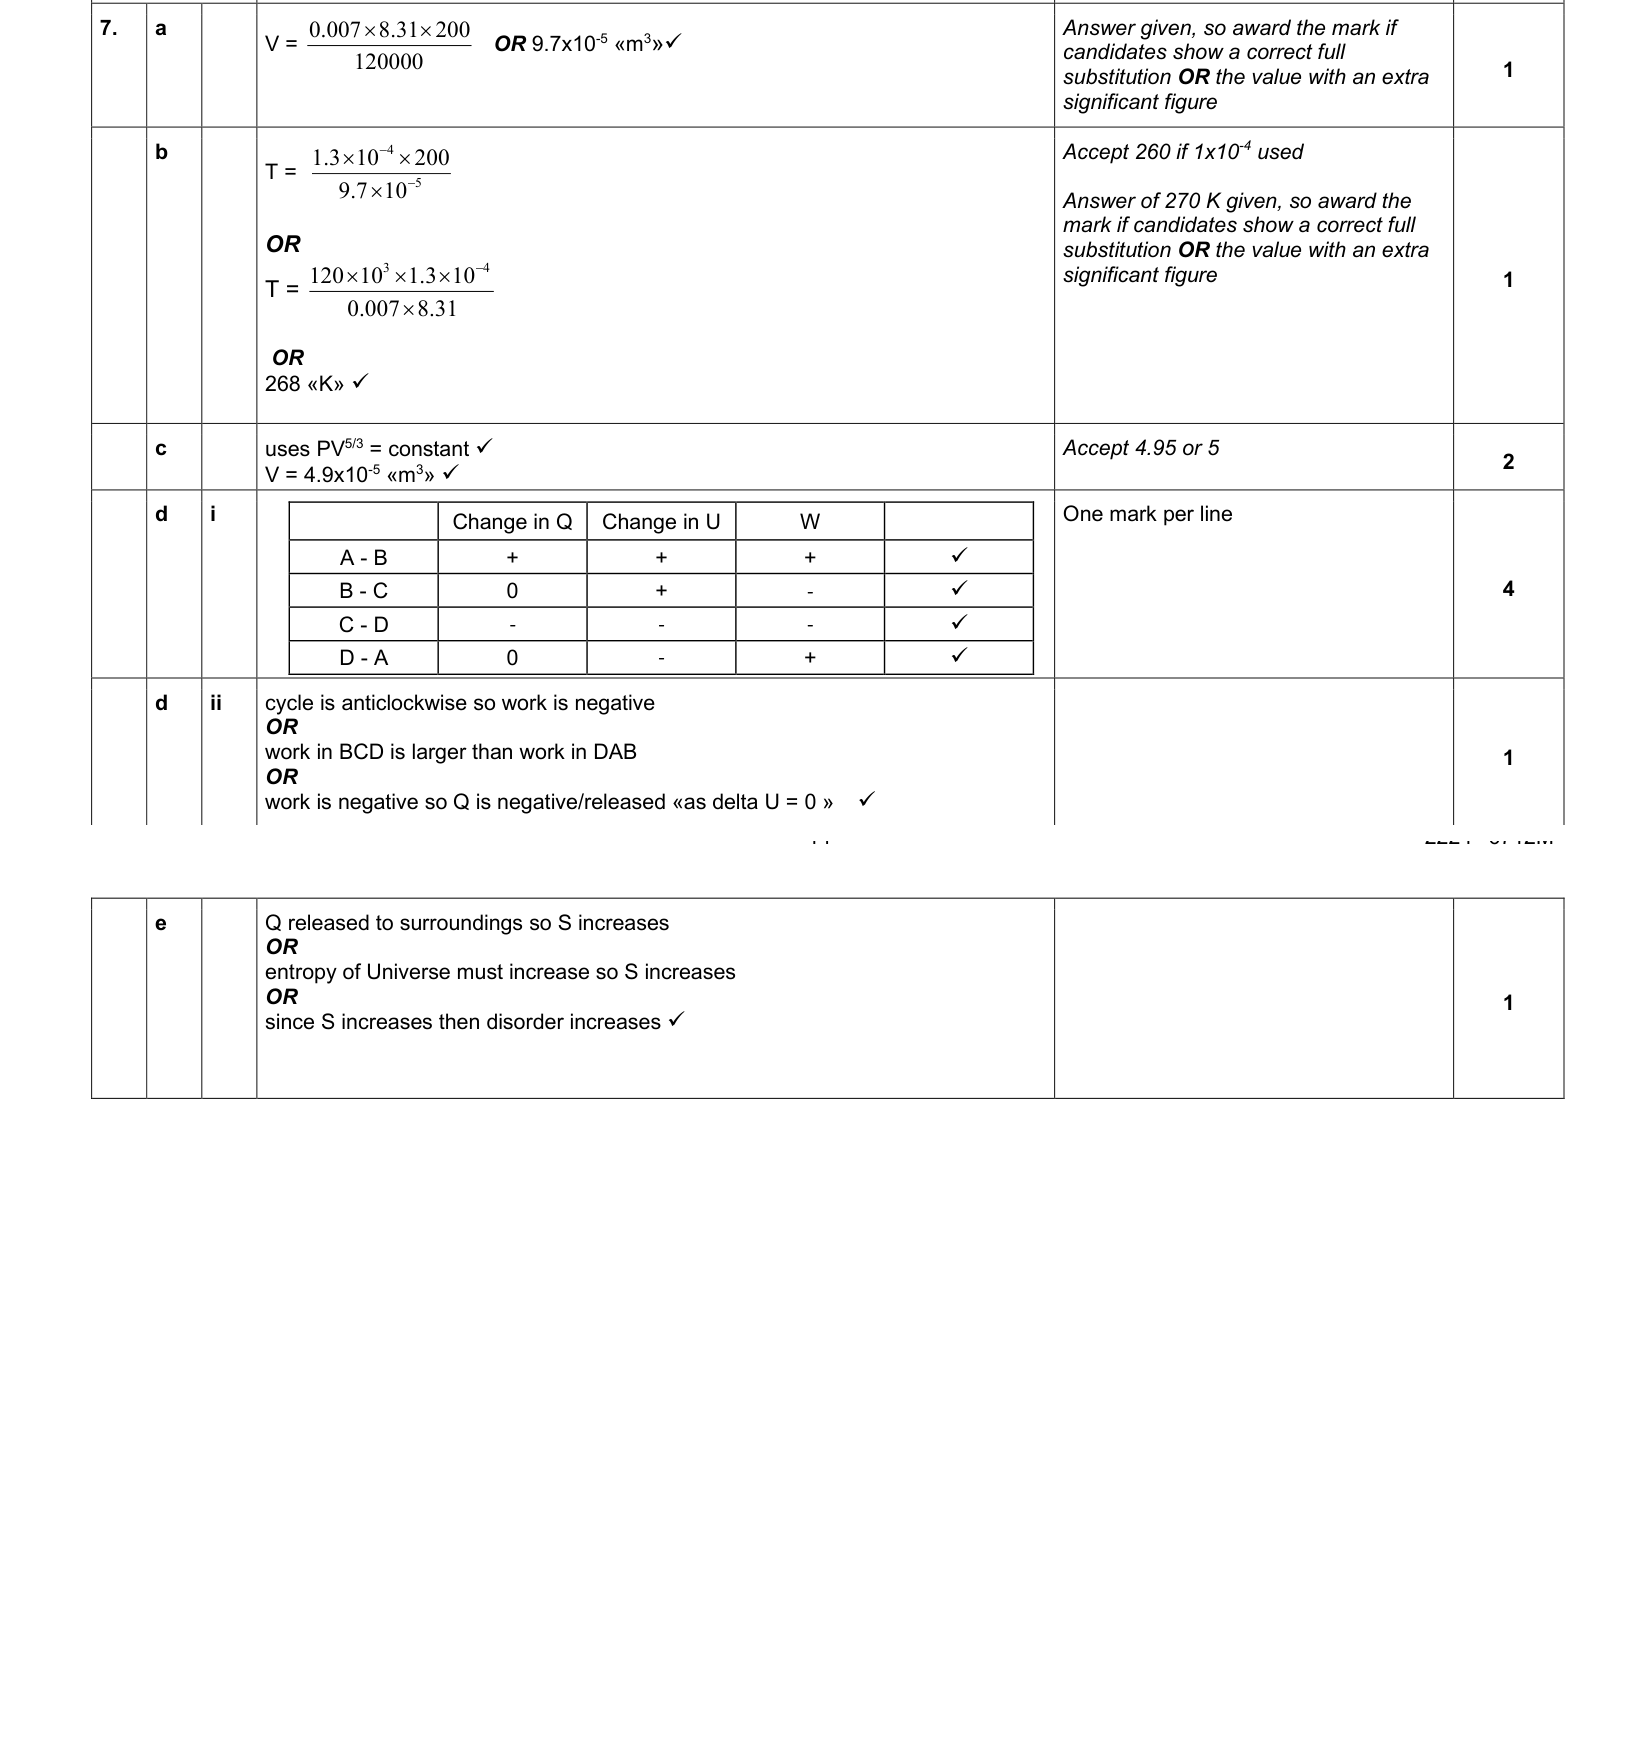 7. a
V = 0.007×8.31×200 / 120000 OR 9.7x10⁻⁵ «m³»✓
Answer given, so award the mark if
candidates show a correct full
substitution OR the value with an extra
significant figure
1
b
T = 1.3×10⁻⁴×200 / 9.7×10⁻⁵
OR
T = 120×10³×1.3×10⁻⁴ / 0.007×8.31
OR
268 «K» ✓
Accept 260 if 1x10⁻⁴ used
Answer of 270 K given, so award the
mark if candidates show a correct full
substitution OR the value with an extra
significant figure
1
c
uses PV⁵ᐟ³ = constant ✓
V = 4.9x10⁻⁵ «m³» ✓
Accept 4.95 or 5
2
d i
Change in Q Change in U W
A - B + + + ✓
B - C 0 + - ✓
C - D - - - ✓
D - A 0 - + ✓
One mark per line
4
d ii
cycle is anticlockwise so work is negative
OR
work in BCD is larger than work in DAB
OR
work is negative so Q is negative/released «as delta U = 0 » ✓
1
e
Q released to surroundings so S increases
OR
entropy of Universe must increase so S increases
OR
since S increases then disorder increases ✓
1